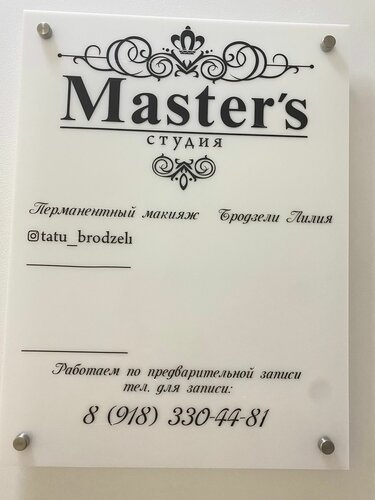 Master's
студия
Перманентный макияж Бродзели Лилия
tatu_brodzeli
Работаем по предварительной записи
тел. для записи:
8 (918) 330-44-81